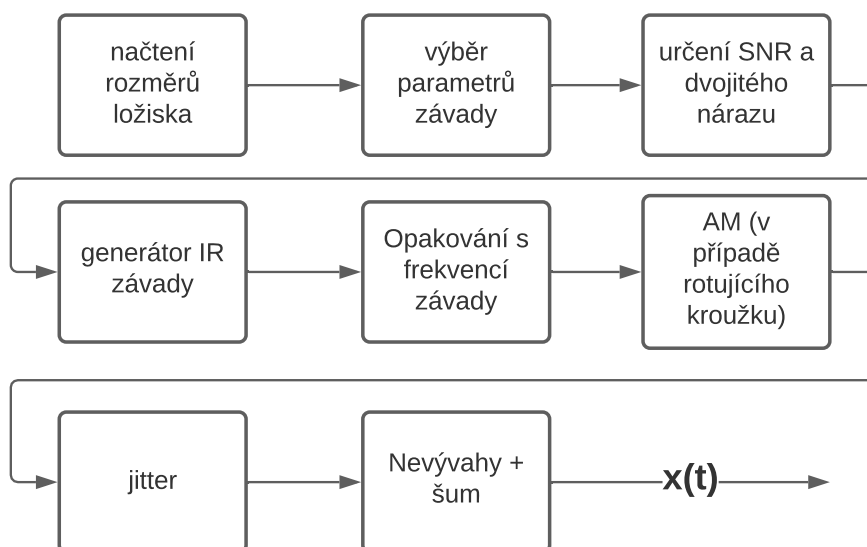 načtení
rozměrů
ložiska
výběr
parametrů
závady
určení SNR a
dvojitého
nárazu
generátor IR
závady
Opakování s
frekvencí
závady
AM (v
případě
rotujícího
kroužku)
jitter
Nevývahy +
šum
x(t)